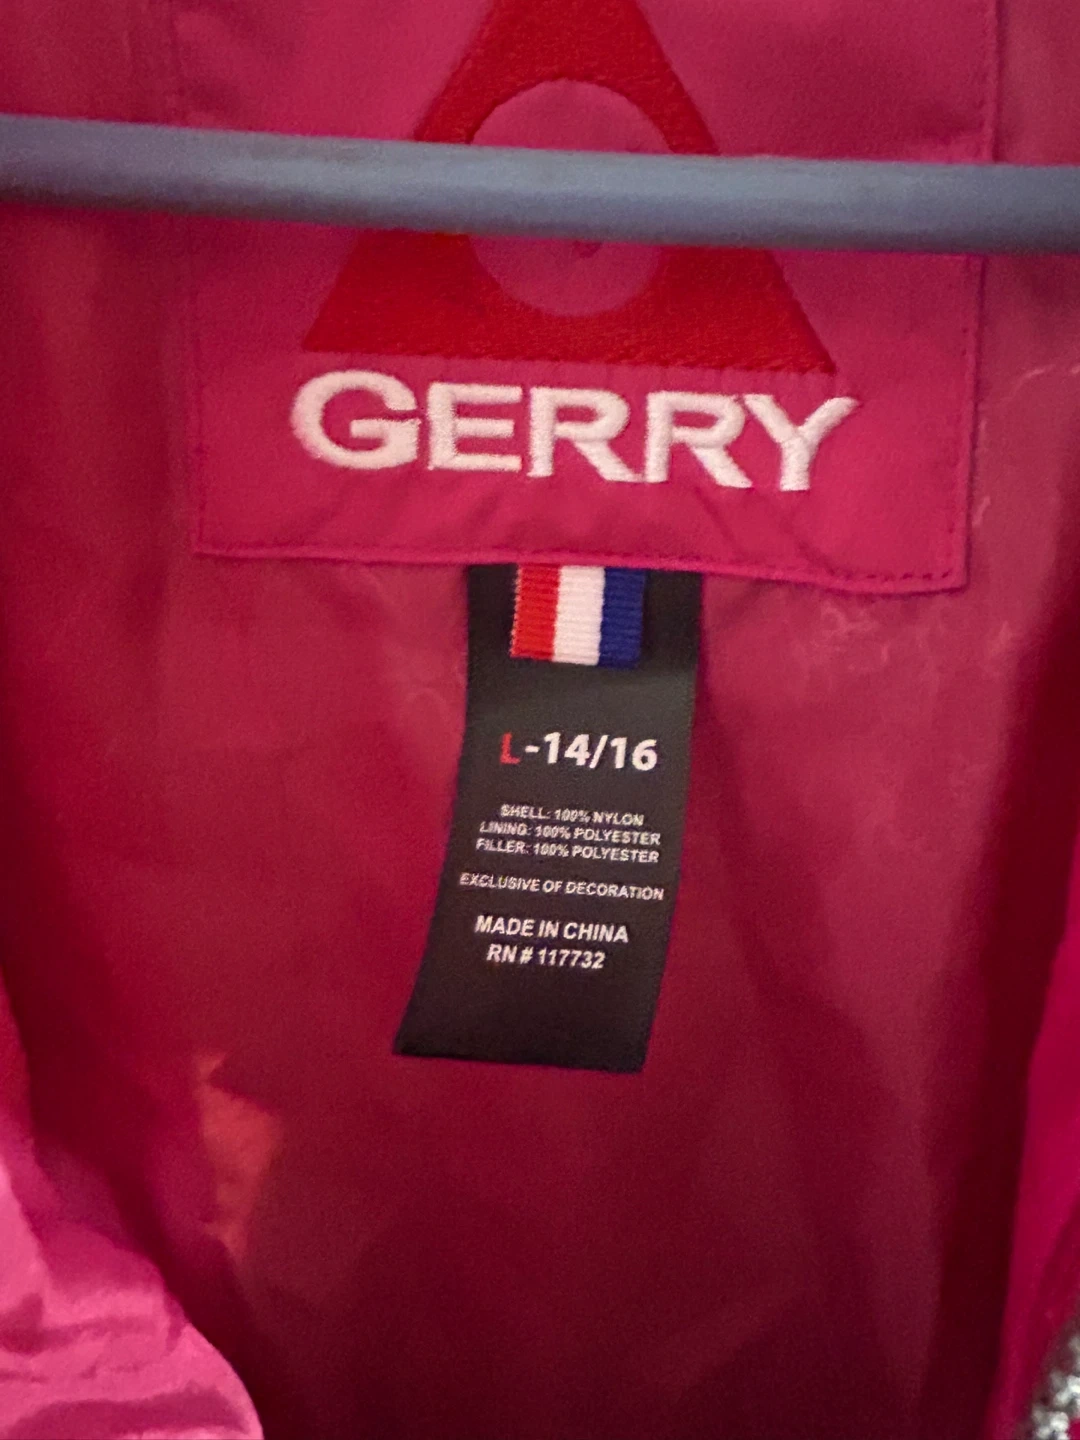 GERRY
L-14/16
SHELL: 100% NYLON
LINING: 100% POLYESTER
FILLER: 100% POLYESTER
EXCLUSIVE OF DECORATION
MADE IN CHINA
RN # 117732